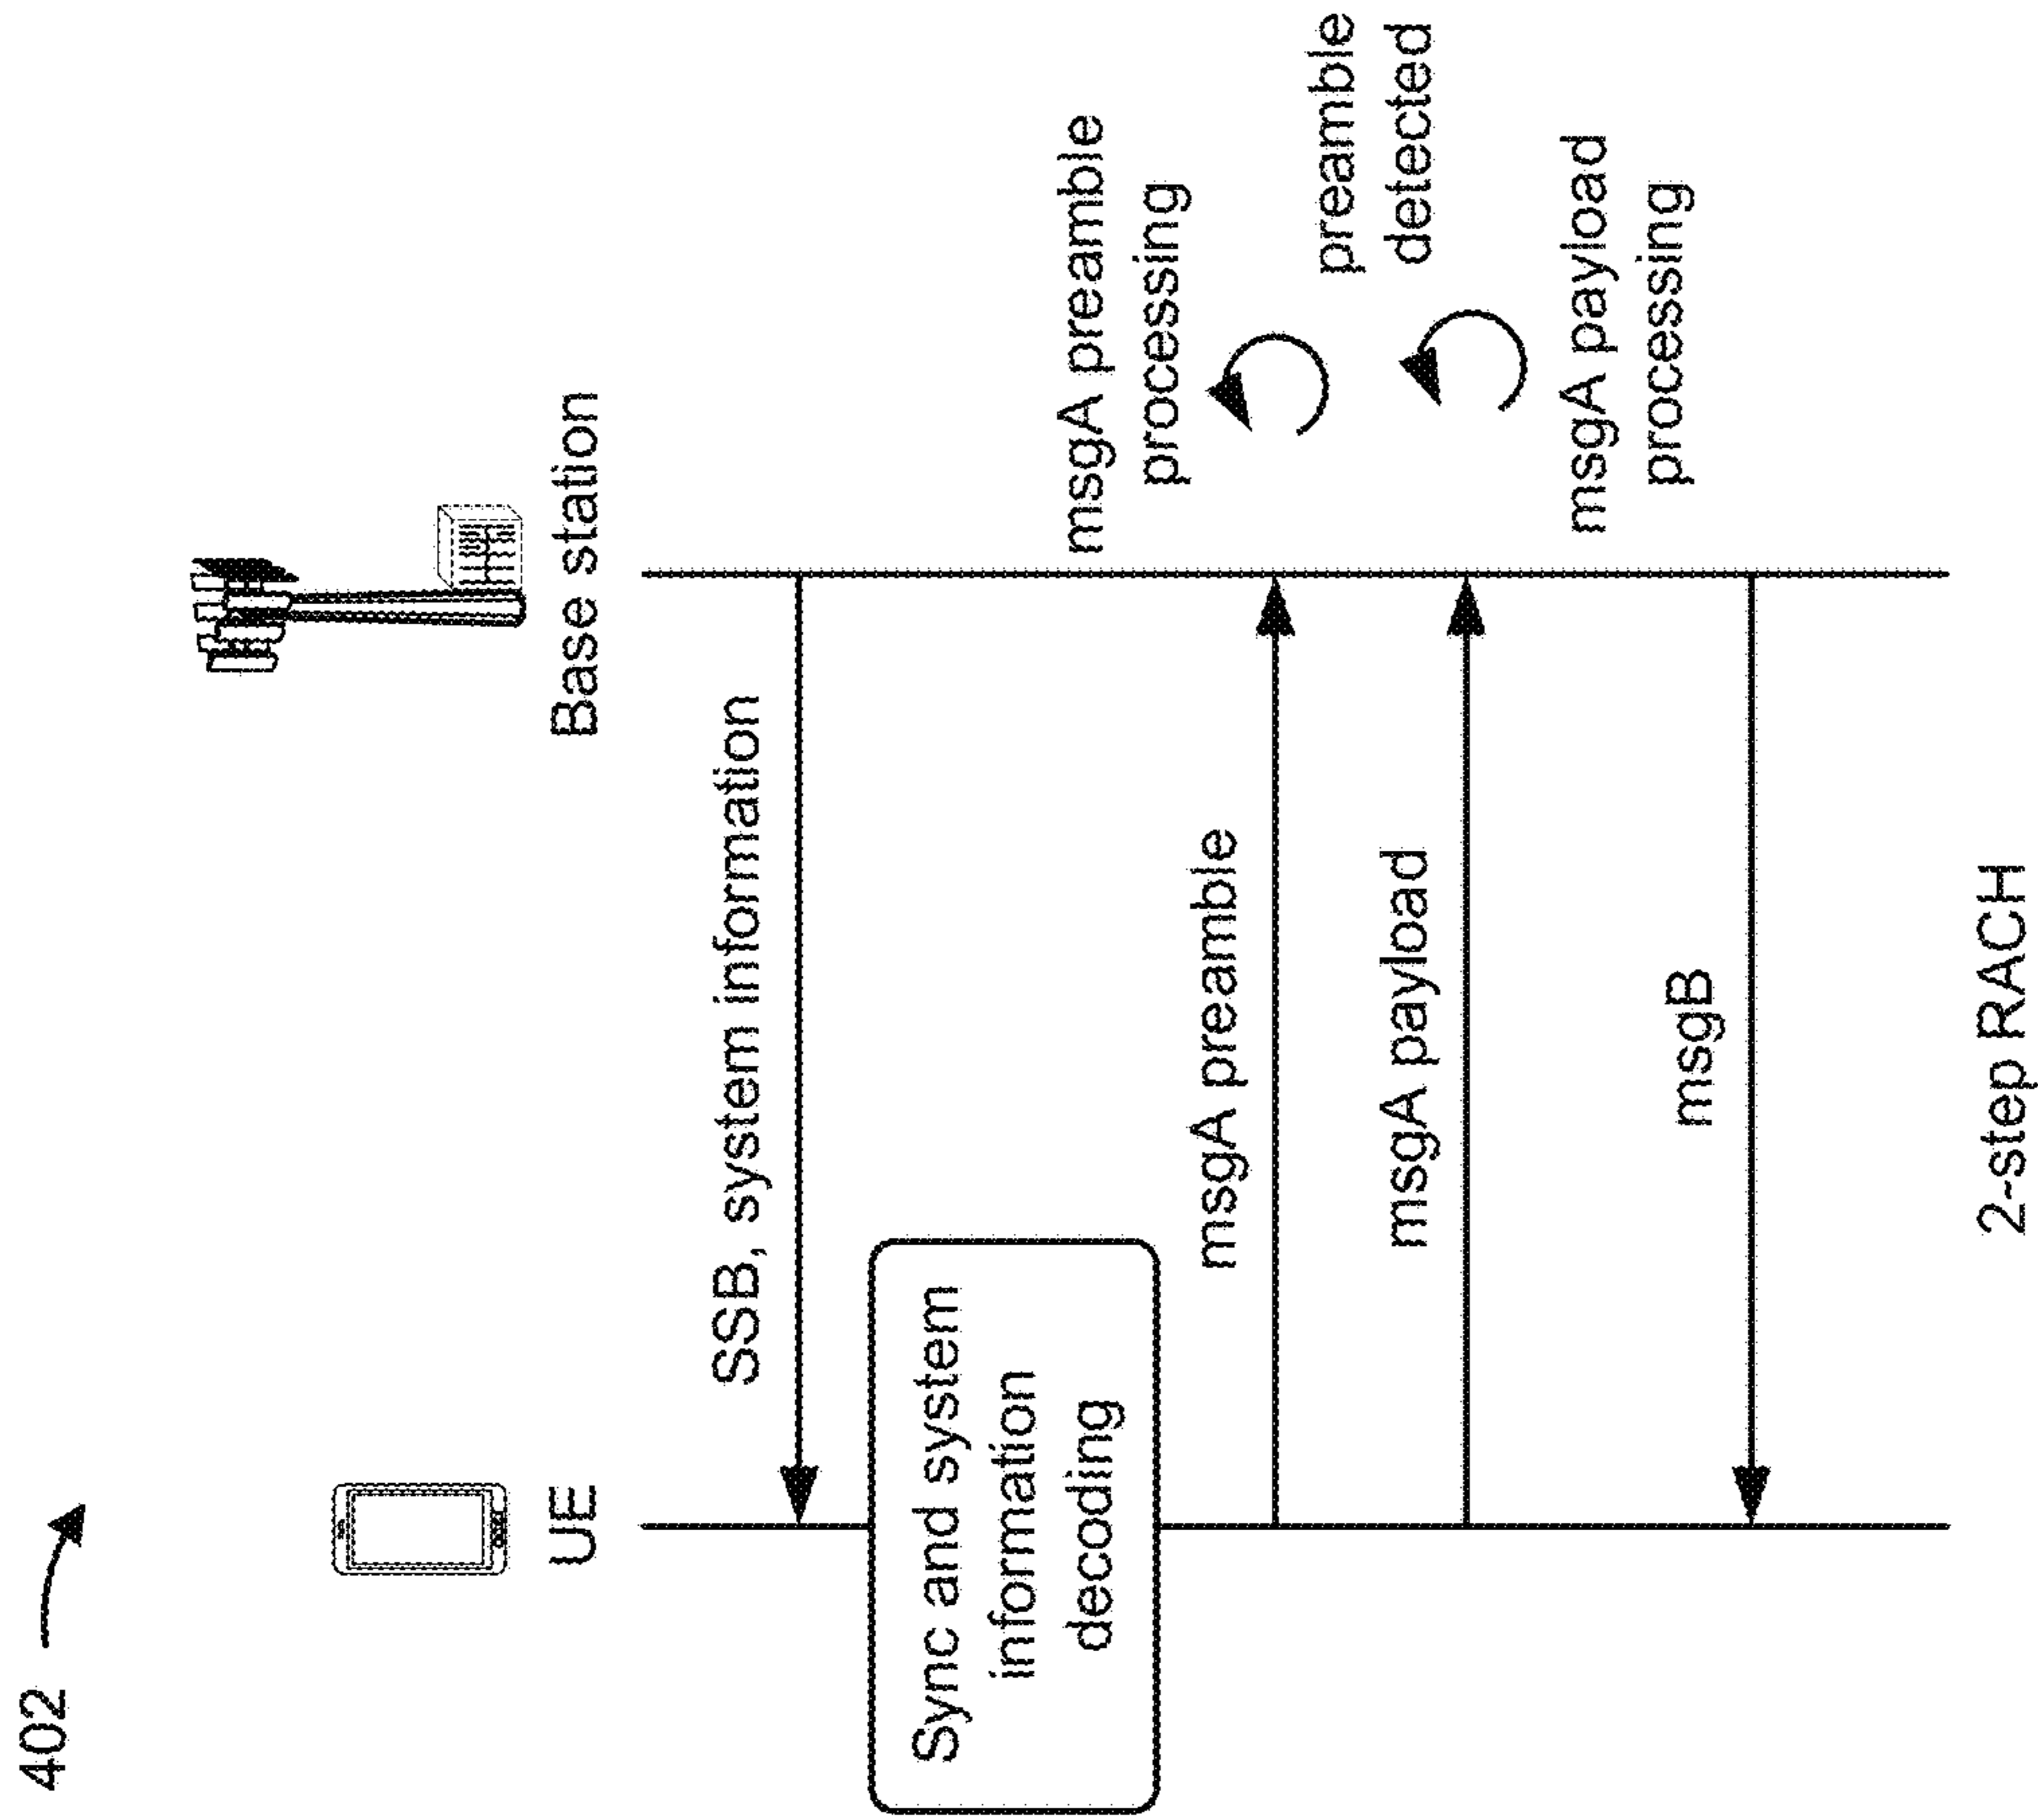 402
UE
Base station
SSB, system information
Sync and system
information
decoding
msgA preamble
processing
msgA preamble
preamble
detected
msgA payload
msgA payload
processing
msgB
2-step RACH